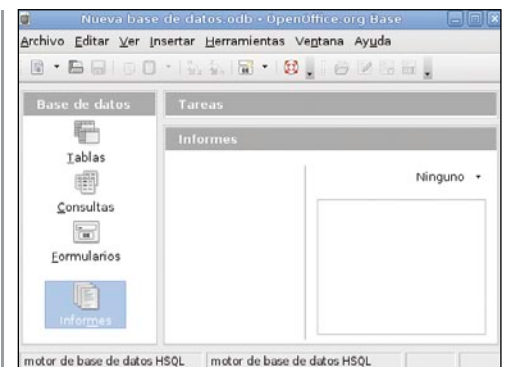 Nueva base de datos.odb - OpenOffice.org Base
Archivo Editar Ver Insertar Herramientas Ventana Ayuda
Base de datos
Tareas
Tablas
Consultas
Formularios
Informes
Informes
Ninguno
motor de base de datos HSQL motor de base de datos HSQL